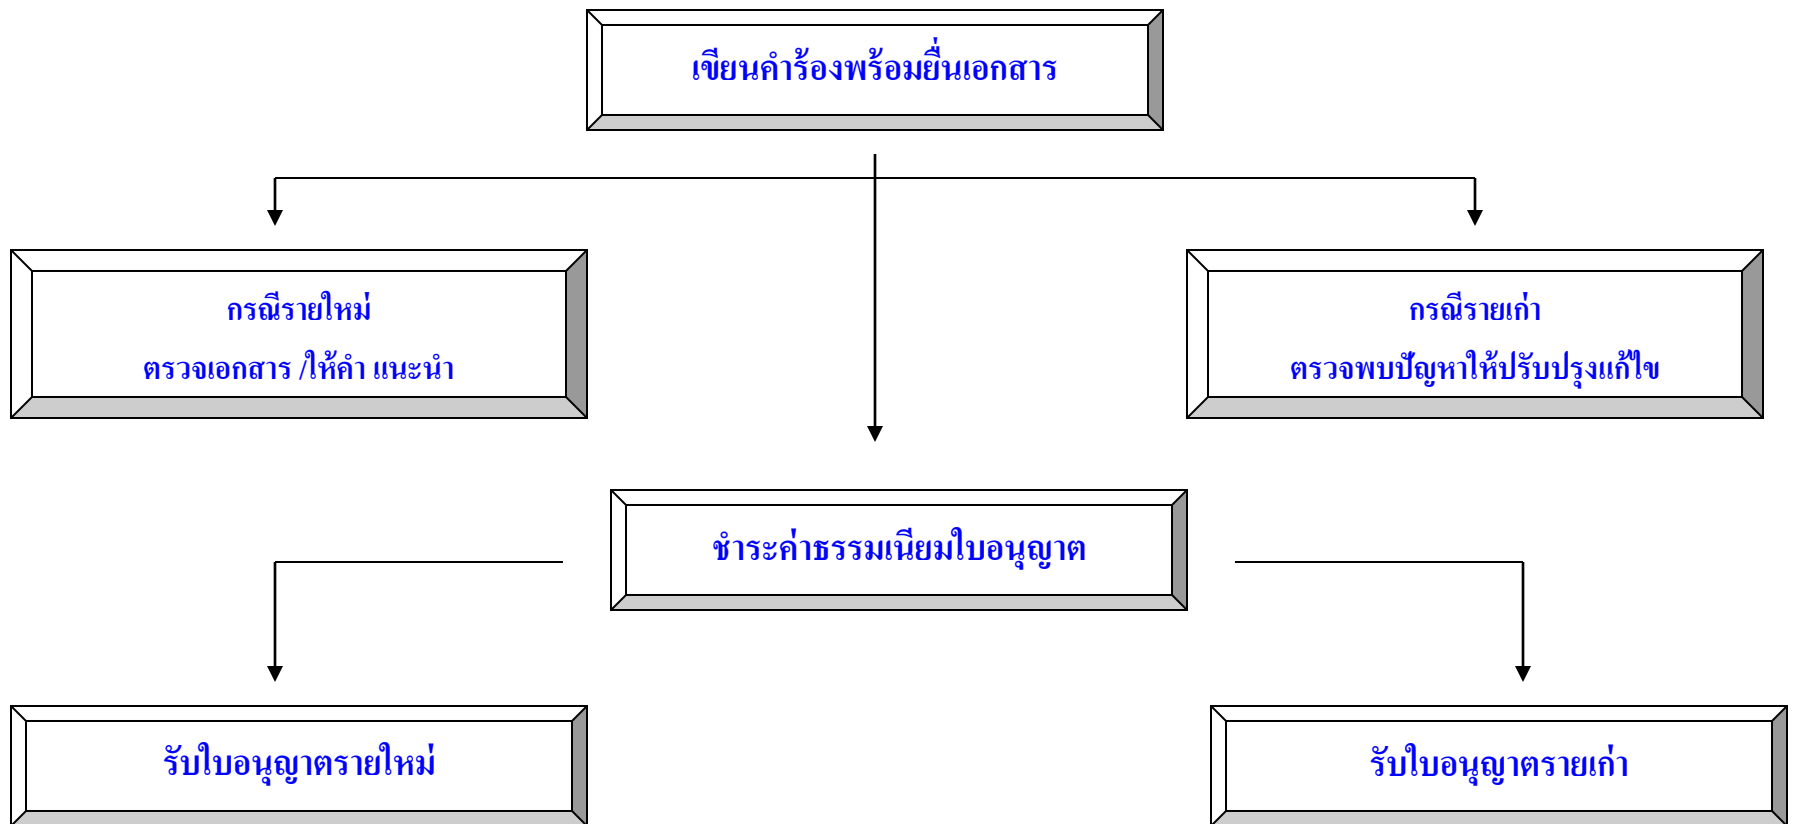 เขียนคำร้องพร้อมยื่นเอกสาร
กรณีรายใหม่
ตรวจเอกสาร /ให้คำ แนะนำ
กรณีรายเก่า
ตรวจพบปัญหาให้ปรับปรุงแก้ไข
ชำระค่าธรรมเนียมใบอนุญาต
รับใบอนุญาตรายใหม่
รับใบอนุญาตรายเก่า